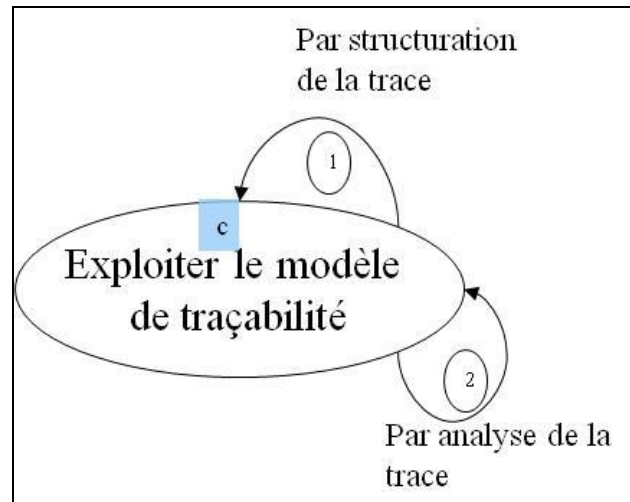 Par structuration
de la trace
1
c
Exploiter le modèle
de traçabilité
2
Par analyse de la
trace